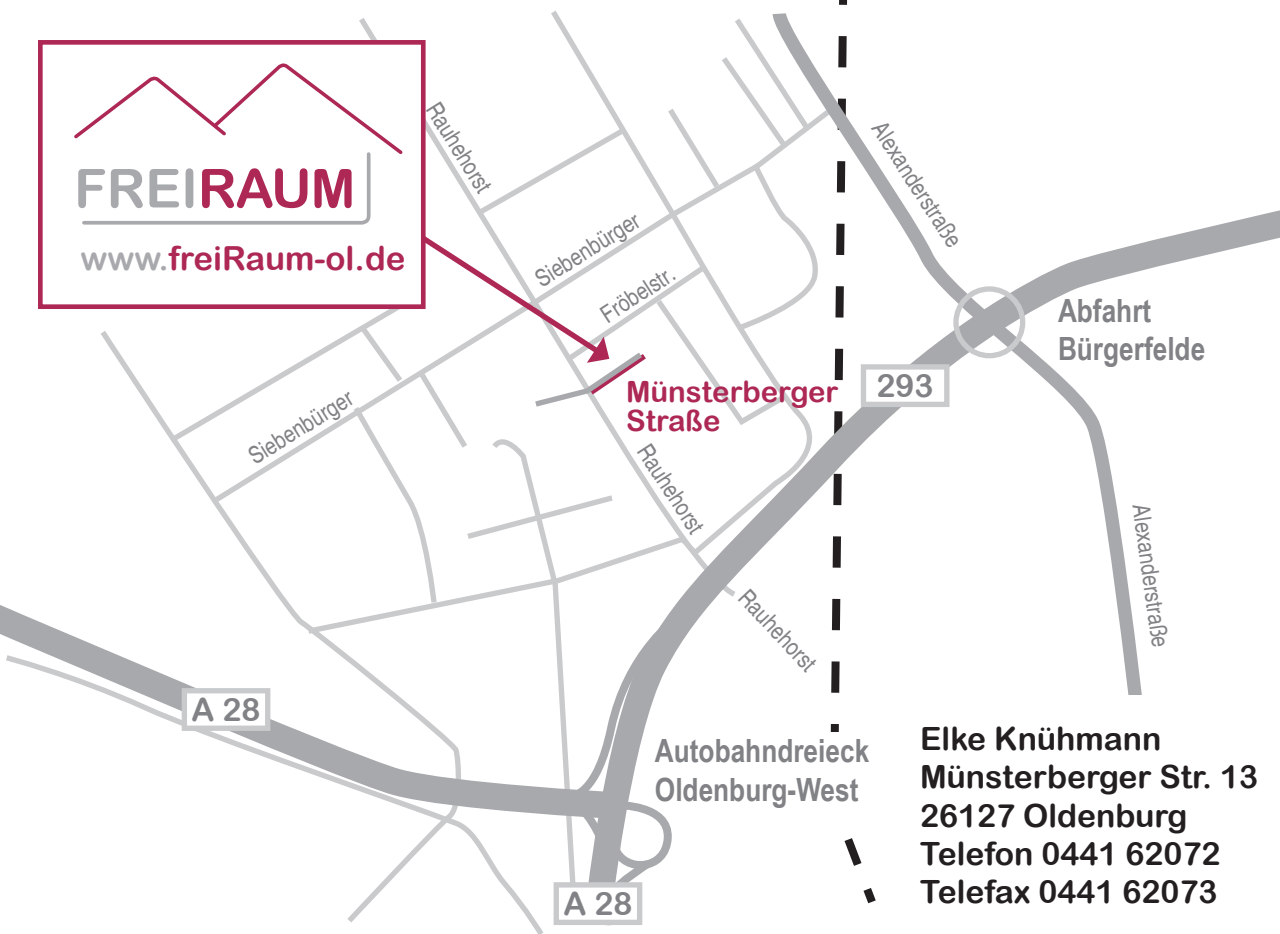 FREIRAUM
www.freiRaum-ol.de
Rauhehorst
Siebenbürger
Fröbelstr.
Alexanderstraße
Abfahrt
Bürgerfelde
293
Münsterberger
Straße
Siebenbürger
Rauhehorst
Alexanderstraße
Rauhehorst
A 28
Autobahndreieck
Oldenburg-West
A 28
Elke Knühmann
Münsterberger Str. 13
26127 Oldenburg
Telefon 0441 62072
Telefax 0441 62073